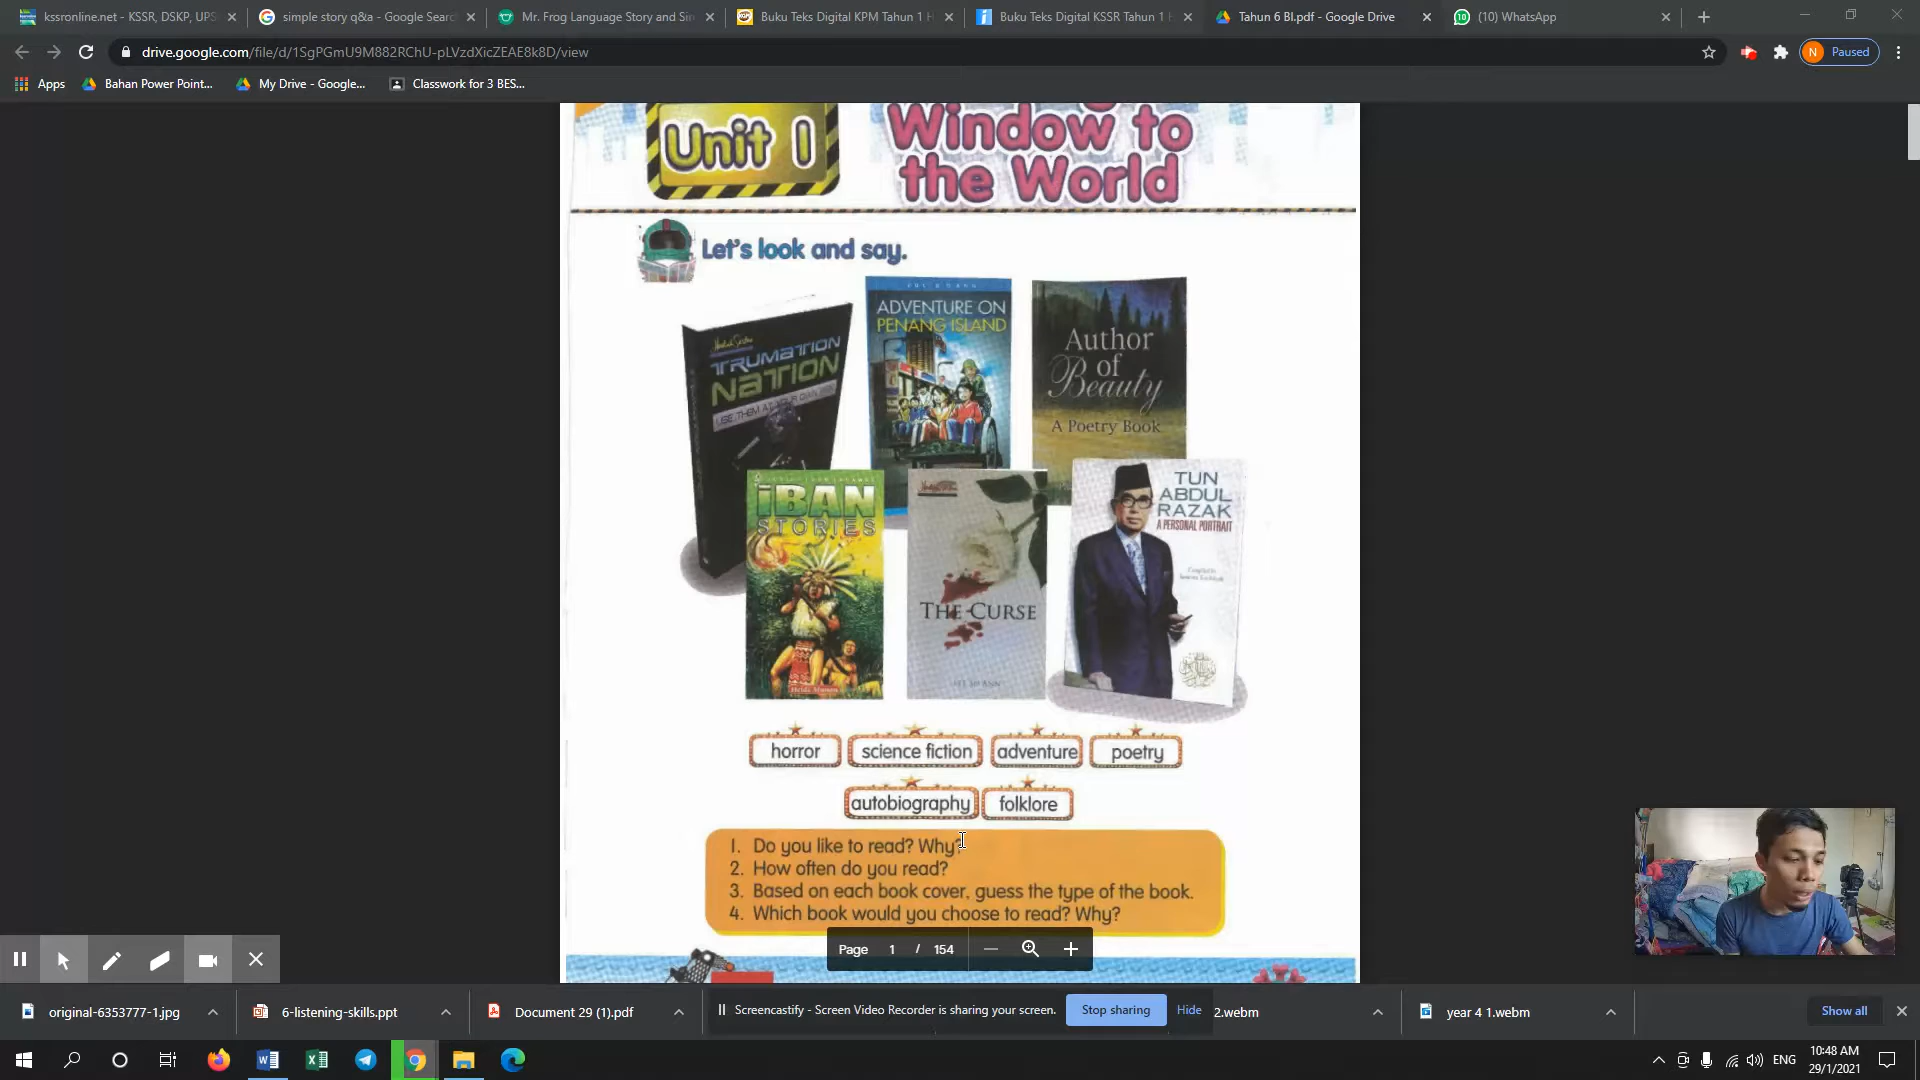 kssronline.net - KSSR, DSKP, UPS
simple story q&a - Google Searc
Mr. Frog Language Story and Sin
Buku Teks Digital KPM Tahun 1 H
Buku Teks Digital KSSR Tahun 1 B
Tahun 6 BI.pdf - Google Drive
(10) WhatsApp
drive.google.com/file/d/1SgPGmU9M882RChU-pLVzdXicZEAE8k8D/view
N Paused
Apps
Bahan Power Point...
My Drive - Google...
Classwork for 3 BES...
Unit 1
Window to
the World
Let's look and say.
TRUMATION
NATION
ADVENTURE ON
PENANG ISLAND
Author
of
Beauty
A Poetry Book
IBAN
STORIES
THE CURSE
TUN
ABDUL
RAZAK
A PERSONAL PORTRAIT
horror
science fiction
adventure
poetry
autobiography
folklore
1. Do you like to read? Why?
2. How often do you read?
3. Based on each book cover, guess the type of the book.
4. Which book would you choose to read? Why?
Page 1 / 154
original-6353777-1.jpg
6-listening-skills.ppt
Document 29 (1).pdf
Screencastify - Screen Video Recorder is sharing your screen.
Stop sharing
Hide
2.webm
year 4 1.webm
Show all
ENG
10:48 AM
29/1/2021